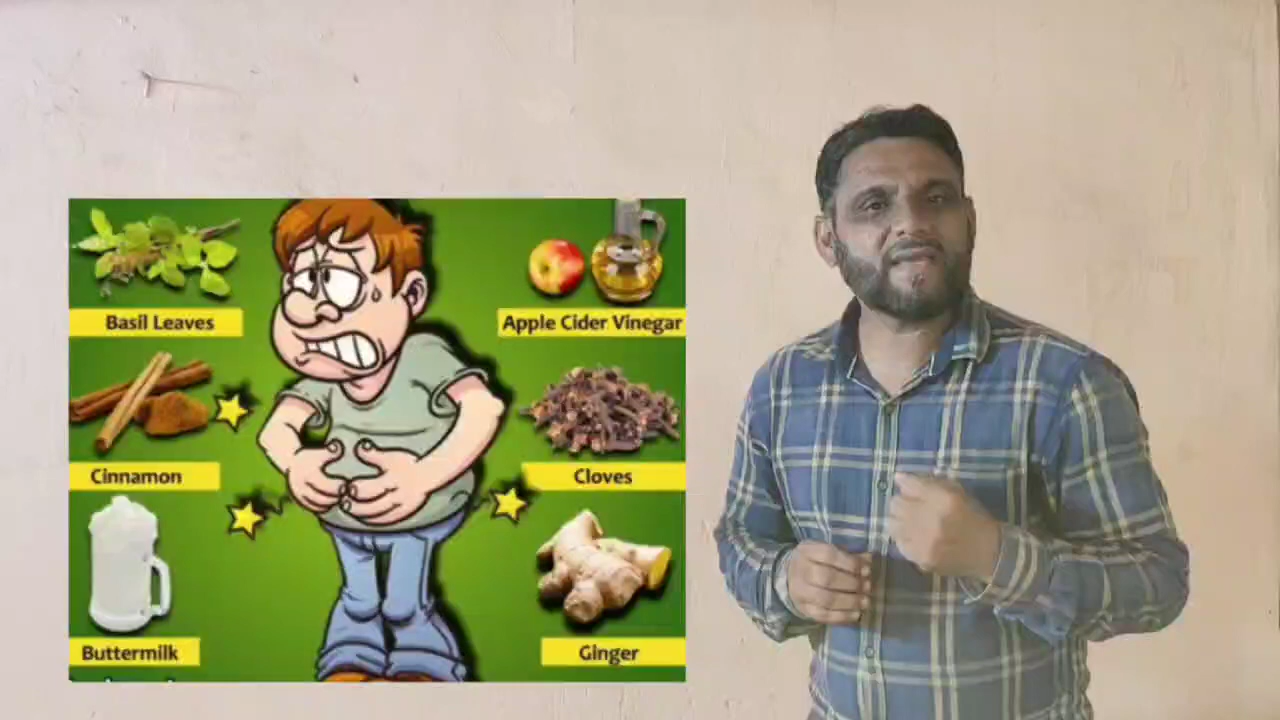 Basil Leaves
Apple Cider Vinegar
Cinnamon
Cloves
Buttermilk
Ginger